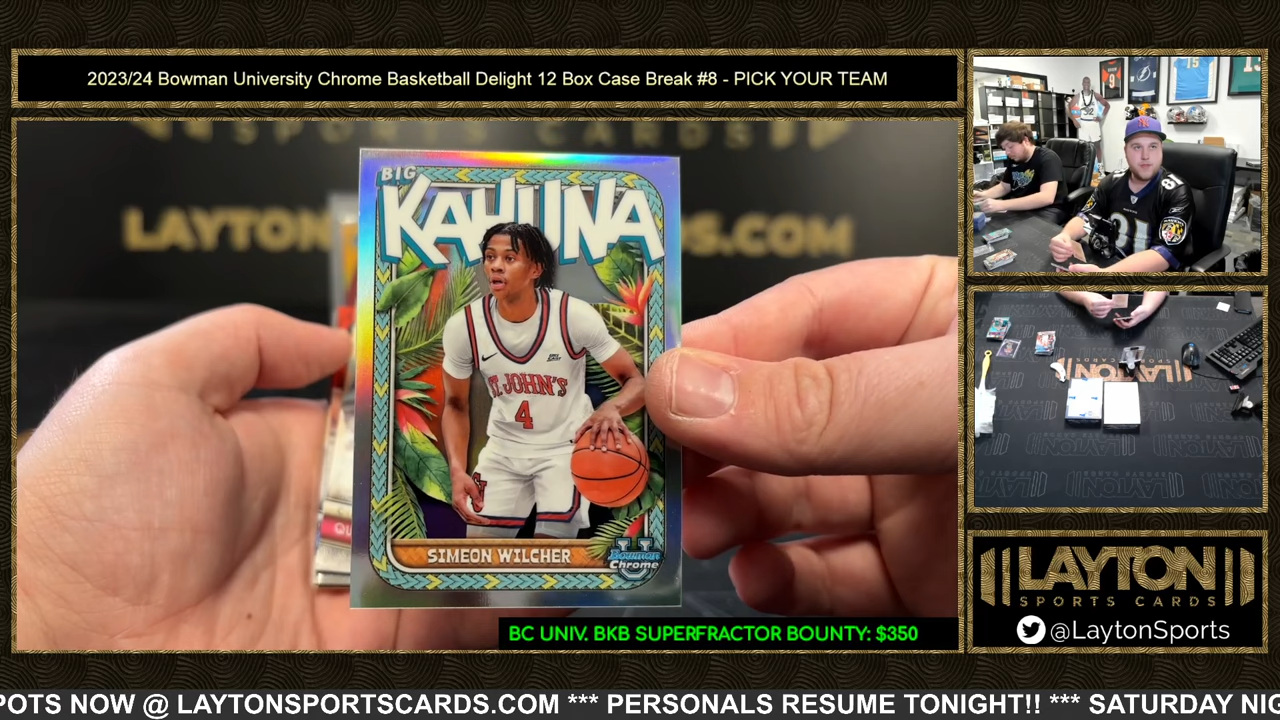 2023/24 Bowman University Chrome Basketball Delight 12 Box Case Break #8 - PICK YOUR TEAM
BIG
KAHUNA
ST. JOHN'S
4
SIMEON WILCHER
U
Bowman
Chrome
BC UNIV. BKB SUPERFRACTOR BOUNTY: $350
LAYTON
SPORTS CARDS
@LaytonSports
POTS NOW @ LAYTONSPORTSCARDS.COM *** PERSONALS RESUME TONIGHT!! *** SATURDAY NIG